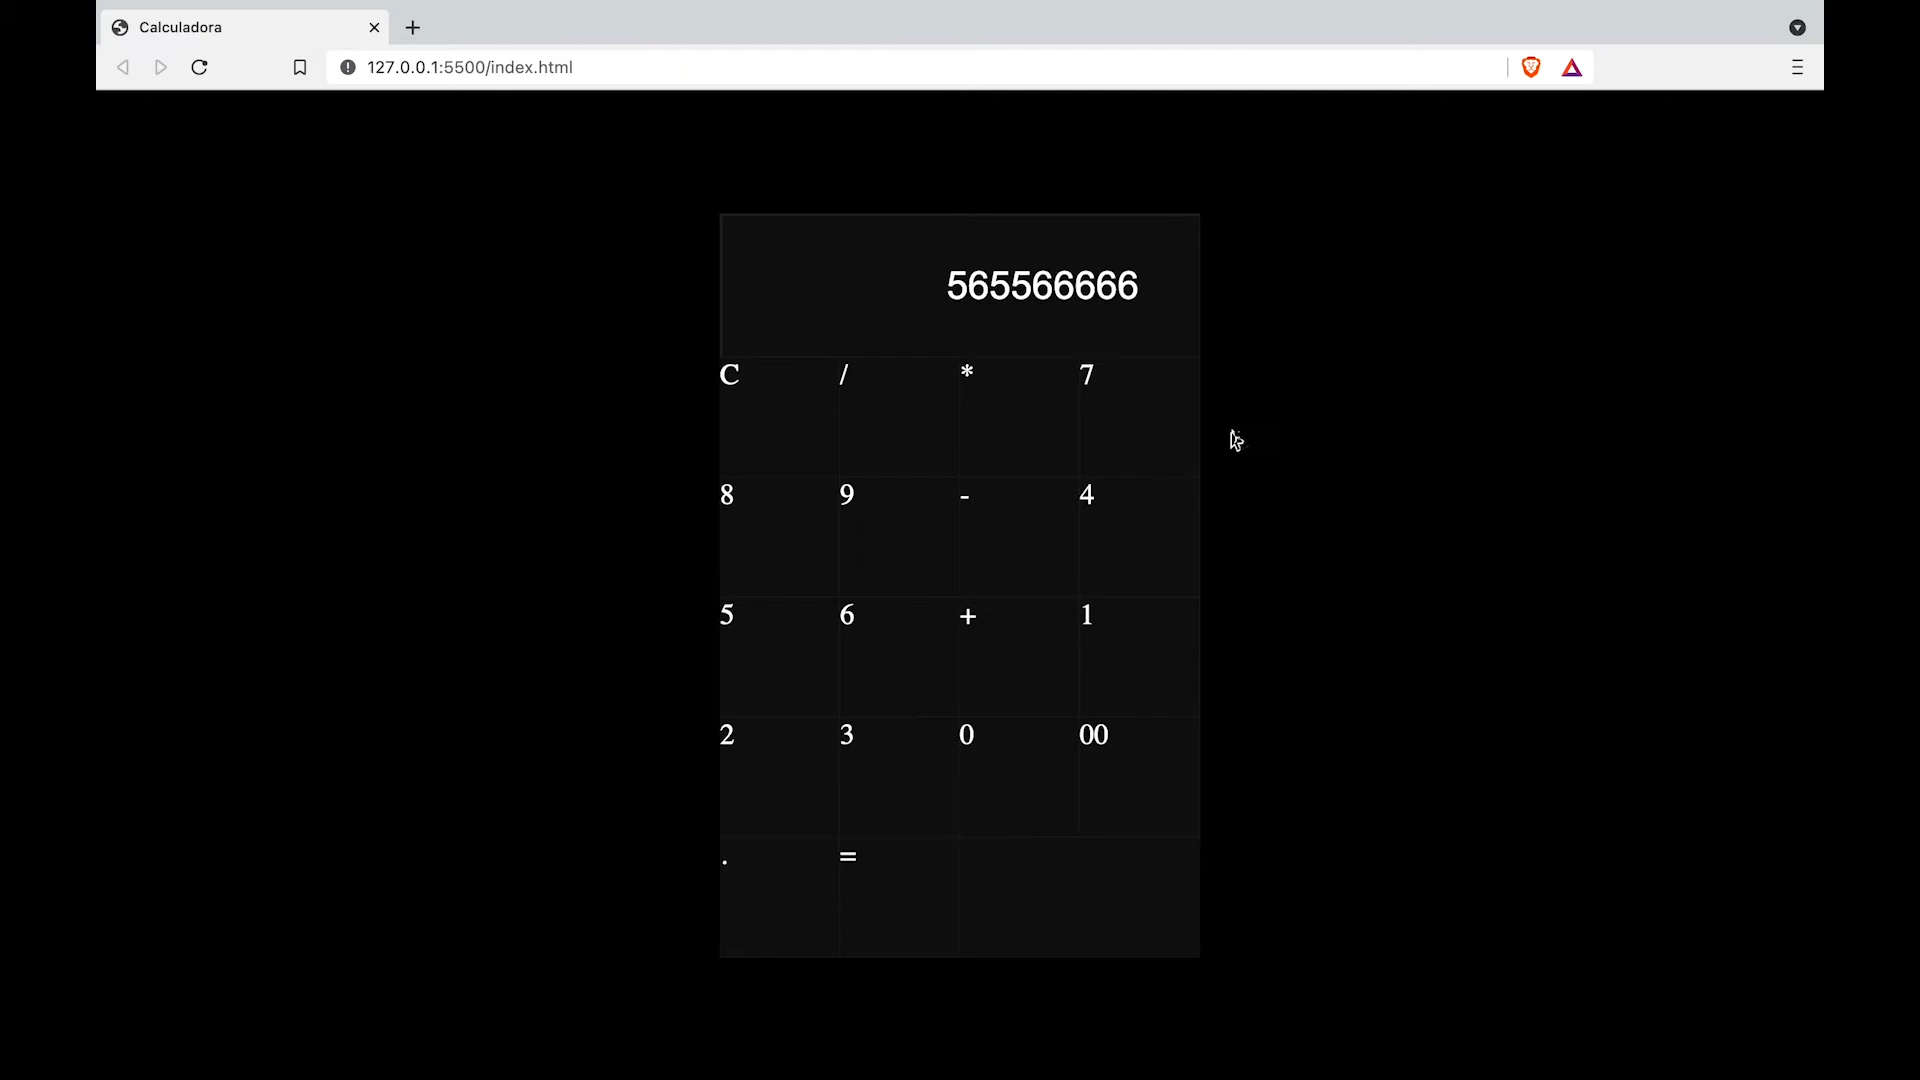 Calculadora
127.0.0.1:5500/index.html
565566666
C / * 7
8 9 - 4
5 6 + 1
2 3 0 00
. =